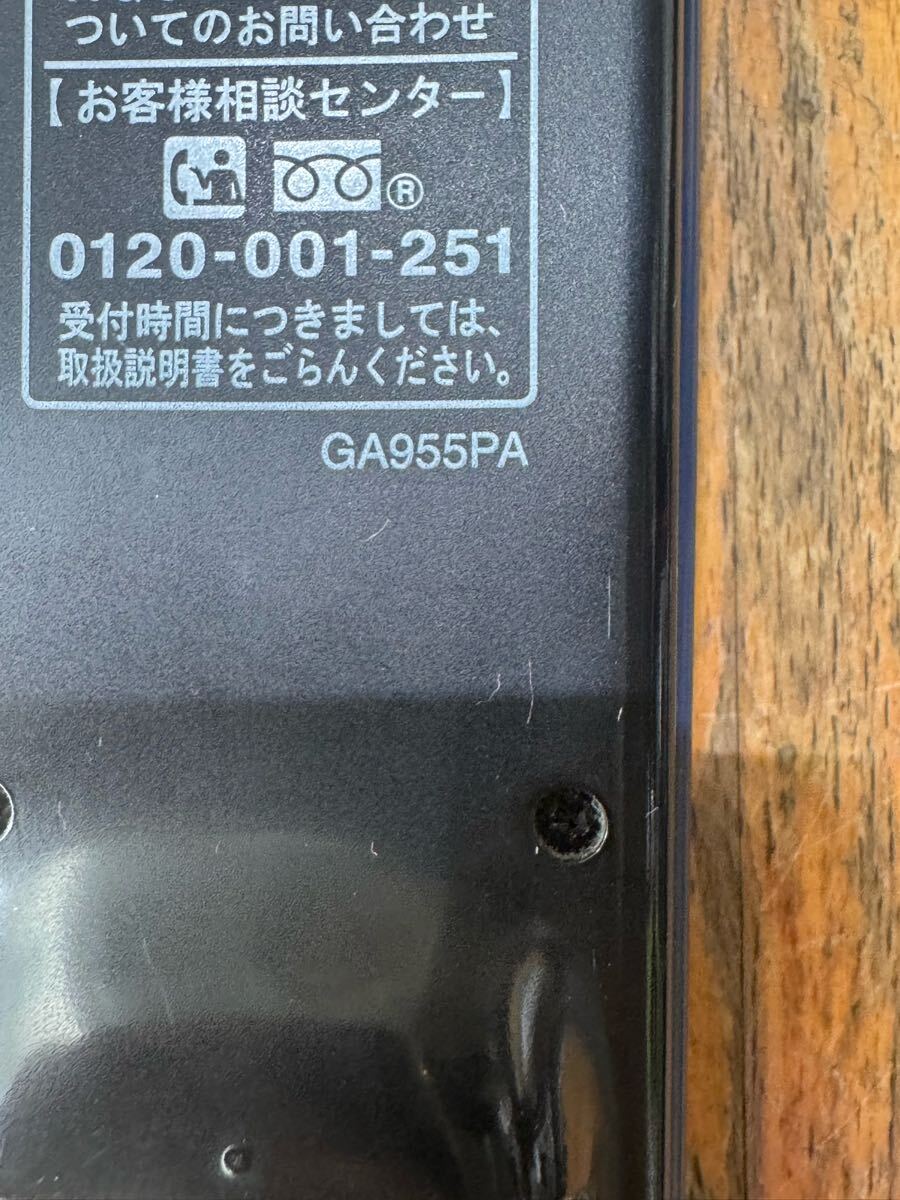 ついてのお問い合わせ
【お客様相談センター】
®
0120-001-251
受付時間につきましては、
取扱説明書をごらんください。
GA955PA